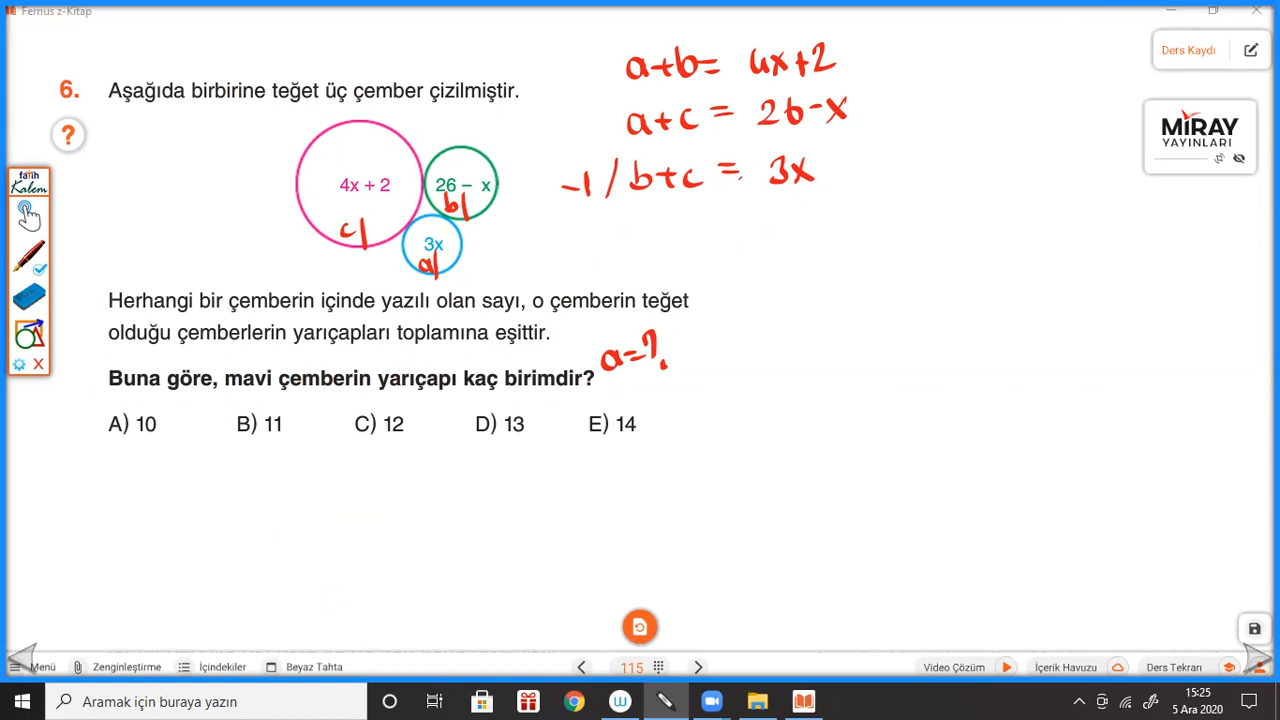 Fernus z-Kitap
a+b= 4x+2
Ders Kaydı
6. Aşağıda birbirine teğet üç çember çizilmiştir.
a+c = 26-x
?
MİRAY
YAYINLARI
fatih
Kalem
-1 / b+c = 3x
4x + 2
26 – x
b
c
3x
a
Herhangi bir çemberin içinde yazılı olan sayı, o çemberin teğet
olduğu çemberlerin yarıçapları toplamına eşittir.
a=?
Buna göre, mavi çemberin yarıçapı kaç birimdir?
A) 10 B) 11 C) 12 D) 13 E) 14
Menü Zenginleştirme İçindekiler Beyaz Tahta 115 Video Çözüm İçerik Havuzu Ders Tekrarı
Aramak için buraya yazın
15:25
5 Ara 2020